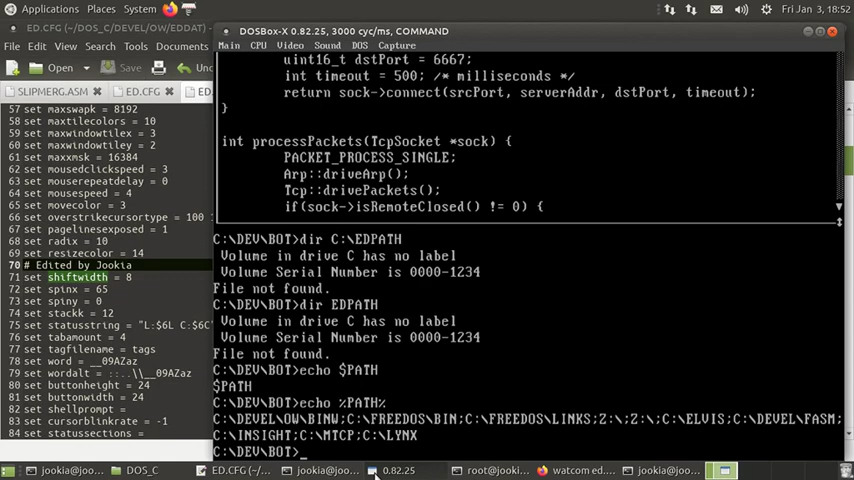 Applications Places System
Fri Jan 3, 18:52
ED.CFG (~/DOS_C/DEVEL/OW/EDDAT)
File Edit View Search Tools Documents
Open
Undo
SLIPMERG.ASM
ED.CFG
57 set maxswapk = 8192
58 set maxtilecolors = 10
59 set maxwindowtilex = 3
60 set maxwindowtiley = 2
61 set maxxmsk = 16384
62 set mousedclickspeed = 3
63 set mouserepeatdelay = 0
64 set mousespeed = 4
65 set movecolor = 3
66 set overstrikecursortype = 100 1
67 set pagelinesexposed = 1
68 set radix = 10
69 set resizecolor = 14
70 # Edited by Jookia
71 set shiftwidth = 8
72 set spinx = 65
73 set spiny = 0
74 set stackk = 12
75 set statusstring = "L:$6L C:$6C
76 set tabamount = 4
77 set tagfilename = tags
78 set word = __09AZaz
79 set wordalt = .::..\\__09AZaz
80 set buttonheight = 24
81 set buttonwidth = 24
82 set shellprompt =
83 set cursorblinkrate = -1
84 set statussections =
DOSBox-X 0.82.25, 3000 cyc/ms, COMMAND
Main CPU Video Sound DOS Capture
uint16_t dstPort = 6667;
int timeout = 500; /* milliseconds */
return sock->connect(srcPort, serverAddr, dstPort, timeout);
}
int processPackets(TcpSocket *sock) {
PACKET_PROCESS_SINGLE;
Arp::driveArp();
Tcp::drivePackets();
if(sock->isRemoteClosed() != 0) {
C:\DEV\BOT>dir C:\EDPATH
Volume in drive C has no label
Volume Serial Number is 0000-1234
File not found.
C:\DEV\BOT>dir EDPATH
Volume in drive C has no label
Volume Serial Number is 0000-1234
File not found.
C:\DEV\BOT>echo $PATH
$PATH
C:\DEV\BOT>echo %PATH%
C:\DEVEL\OW\BINW;C:\FREEDOS\BIN;C:\FREEDOS\LINKS;Z:\;Z:\;C:\ELVIS;C:\DEVEL\FASM;
C:\INSIGHT;C:\MTCP;C:\LYNX
C:\DEV\BOT>_
jookia@joo...
DOS_C
ED.CFG (~/...
jookia@joo...
0.82.25
root@jooki...
watcom ed...
jookia@joo...